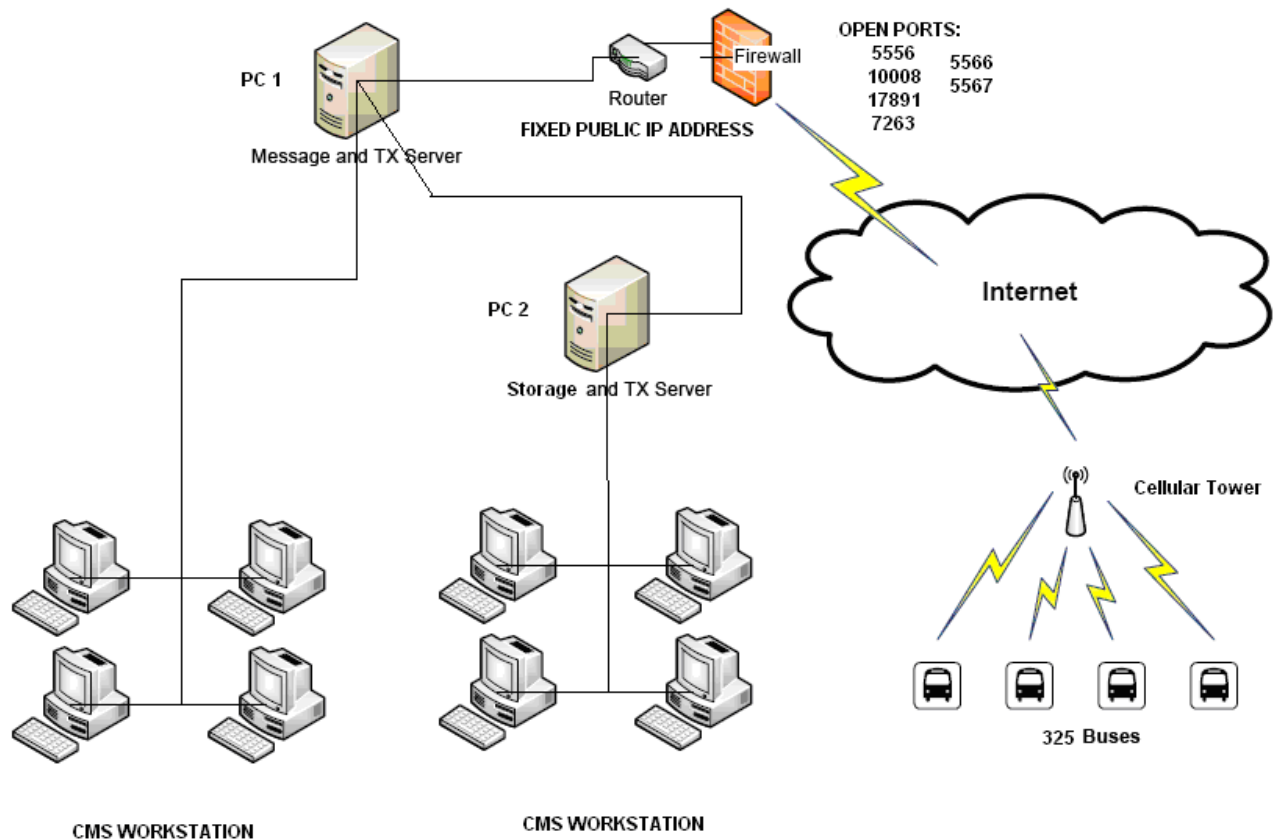 OPEN PORTS:
5556
10008
17891
7263
5566
5567
Firewall
PC 1
Router
FIXED PUBLIC IP ADDRESS
Message and TX Server
Internet
PC 2
Storage and TX Server
Cellular Tower
325 Buses
CMS WORKSTATION
CMS WORKSTATION